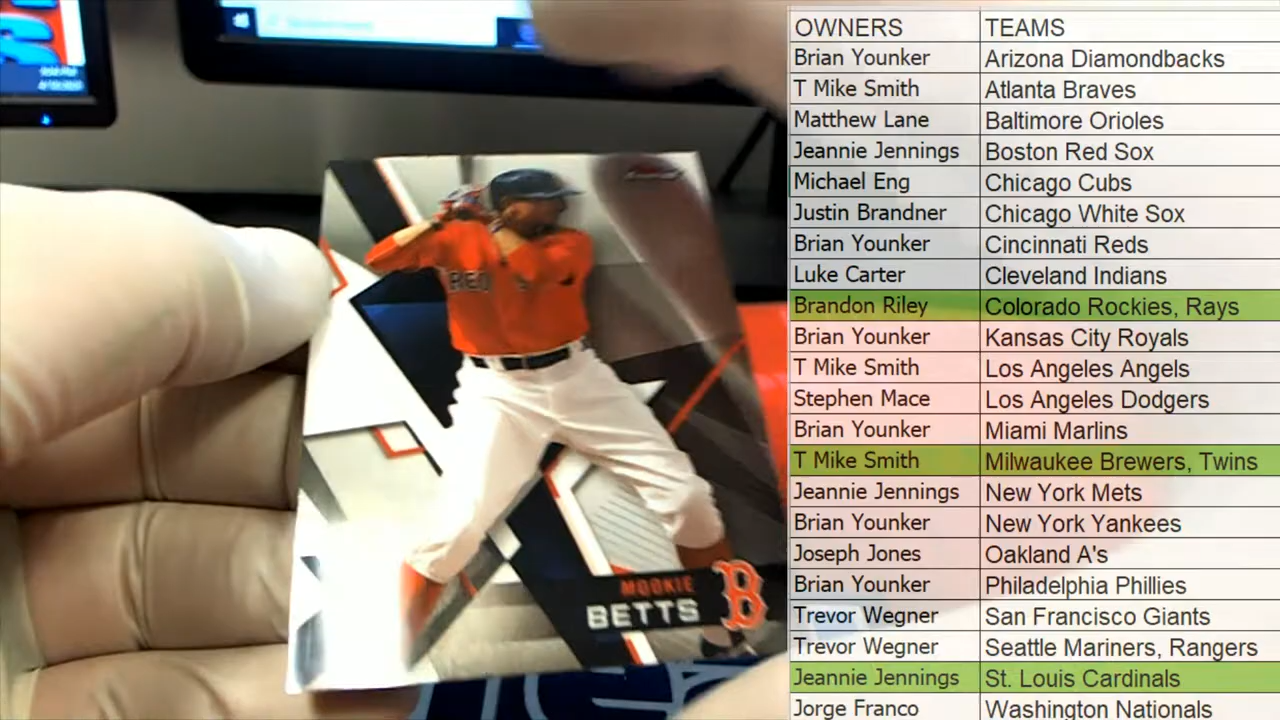 OWNERS TEAMS
Brian Younker Arizona Diamondbacks
T Mike Smith Atlanta Braves
Matthew Lane Baltimore Orioles
Jeannie Jennings Boston Red Sox
Michael Eng Chicago Cubs
Justin Brandner Chicago White Sox
Brian Younker Cincinnati Reds
Luke Carter Cleveland Indians
Brandon Riley Colorado Rockies, Rays
Brian Younker Kansas City Royals
T Mike Smith Los Angeles Angels
Stephen Mace Los Angeles Dodgers
Brian Younker Miami Marlins
T Mike Smith Milwaukee Brewers, Twins
Jeannie Jennings New York Mets
Brian Younker New York Yankees
Joseph Jones Oakland A's
Brian Younker Philadelphia Phillies
Trevor Wegner San Francisco Giants
Trevor Wegner Seattle Mariners, Rangers
Jeannie Jennings St. Louis Cardinals
Jorge Franco Washington Nationals
RED
MOOKIE
BETTS
B